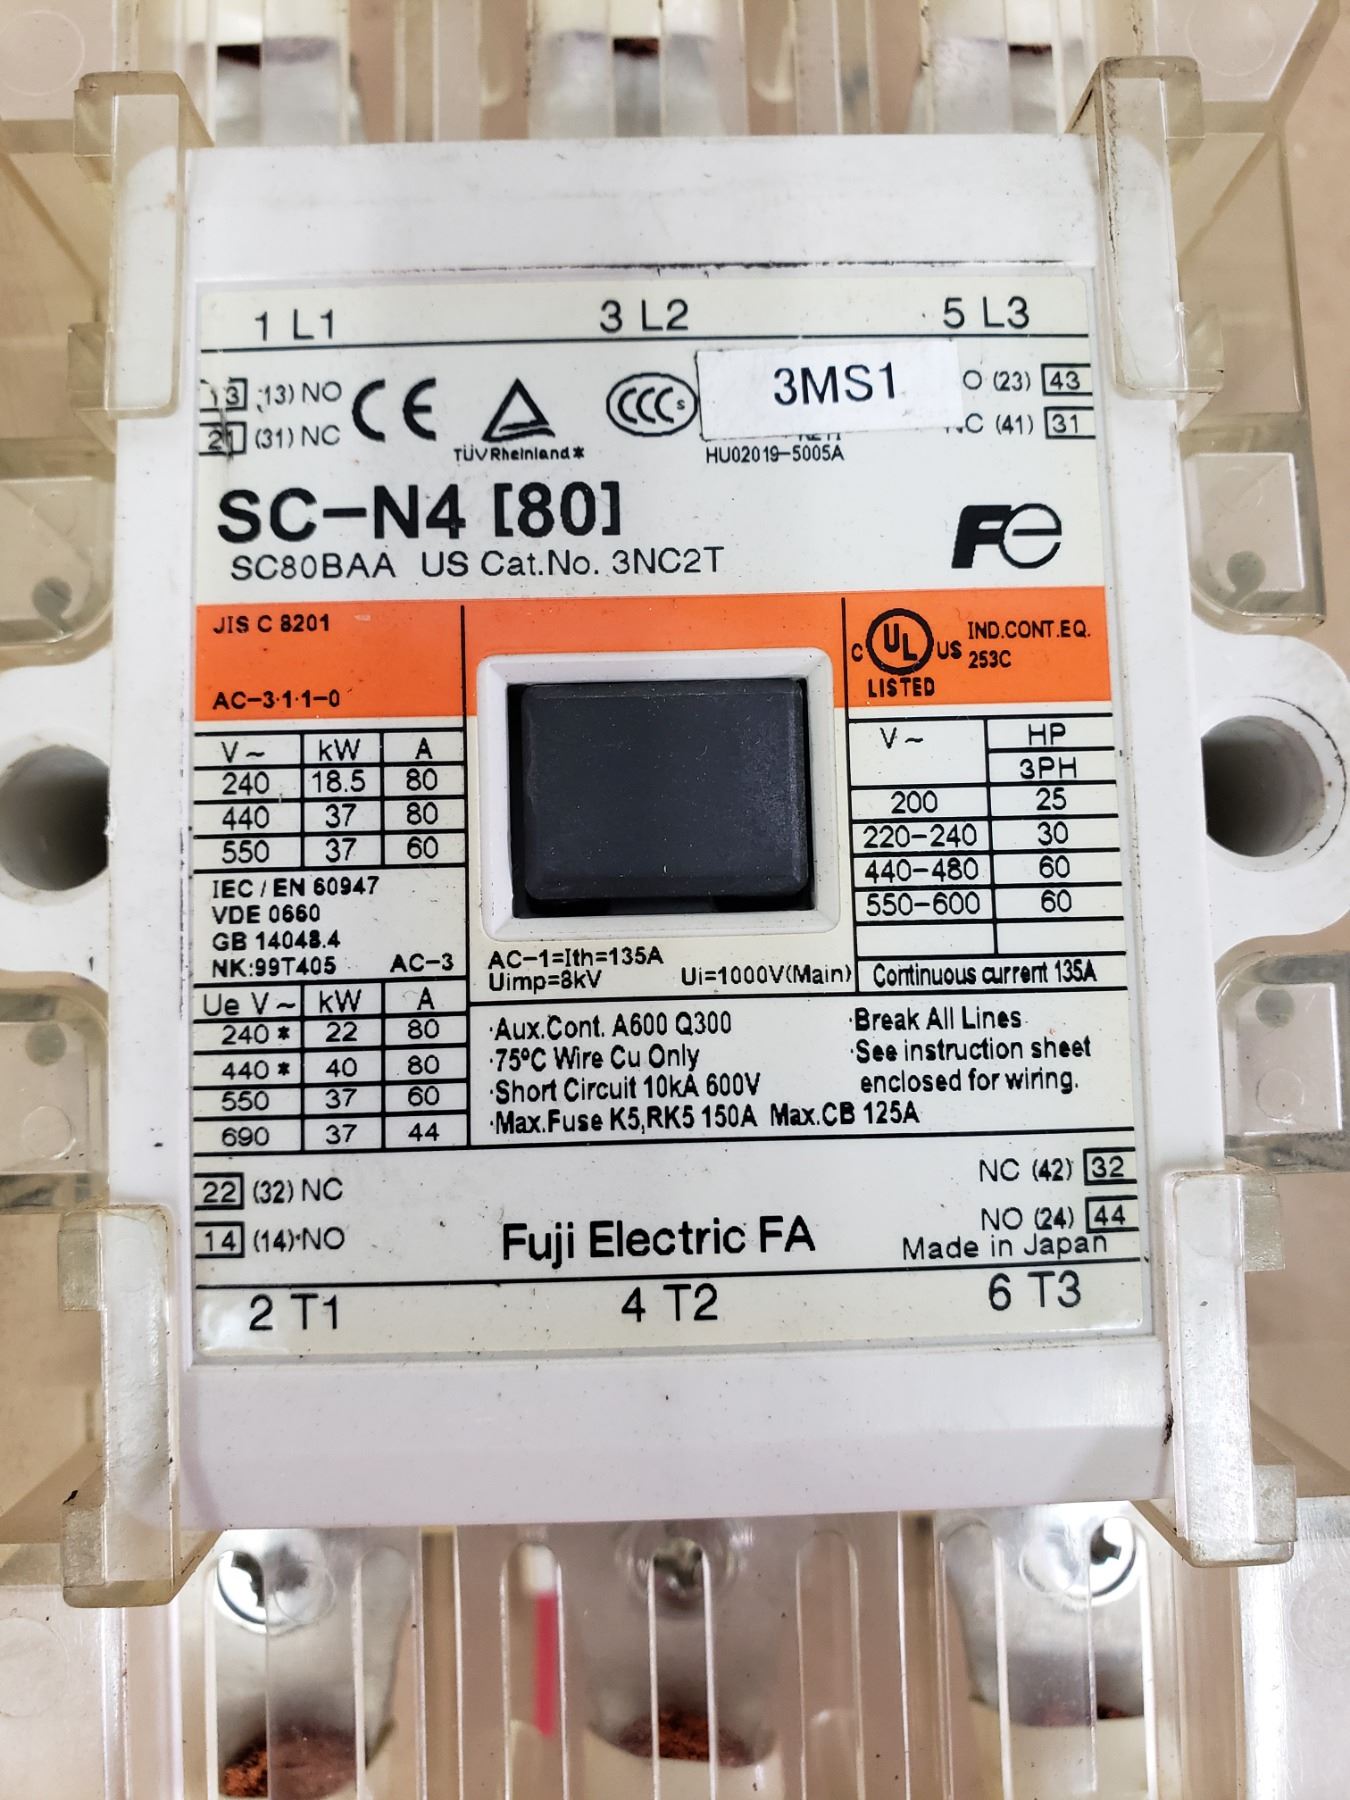 1 L1 3 L2 5 L3
13 (13) NO CE 3MS1 (23) 43
21 (31) NC TÜVRheinland* CCC S (41) 31
HU02019-5005A
SC-N4 [80]
Fe
SC80BAA US Cat.No. 3NC2T
JIS C 8201
AC-3·1·1-0
C UL US LISTED
IND.CONT.EQ.
253C
V~ kW A
240 18.5 80
440 37 80
550 37 60
V~ HP
3PH
200 25
220-240 30
440-480 60
550-600 60
Continuous current 135A
IEC / EN 60947
VDE 0660
GB 14048.4
NK:99T405 AC-3
Ue V~ kW A
240* 22 80
440* 40 80
550 37 60
690 37 44
AC-1=Ith=135A
Uimp=8kV Ui=1000V(Main)
·Aux.Cont. A600 Q300
·75°C Wire Cu Only
·Short Circuit 10kA 600V
·Max.Fuse K5,RK5 150A Max.CB 125A
·Break All Lines
·See instruction sheet
enclosed for wiring.
22 (32) NC NC (42) 32
14 (14)·NO NO (24) 44
Fuji Electric FA
Made in Japan
2 T1 4 T2 6 T3